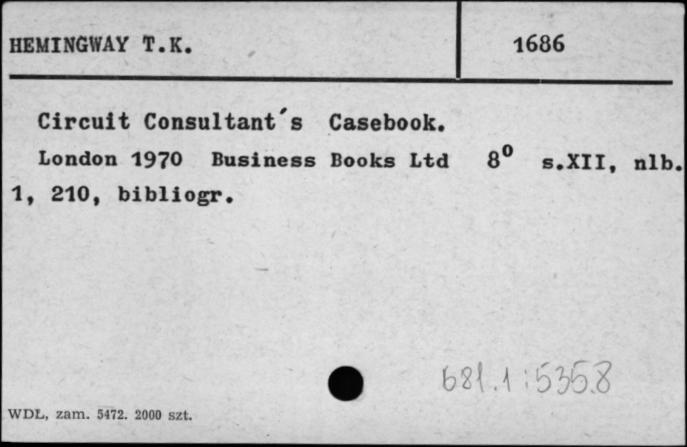 HEMINGWAY T.K.
1686
Circuit Consultant´s Casebook.
London 1970 Business Books Ltd 8⁰ s.XII, nlb.
1, 210, bibliogr.
681.1:535.8
WDL, zam. 5472. 2000 szt.